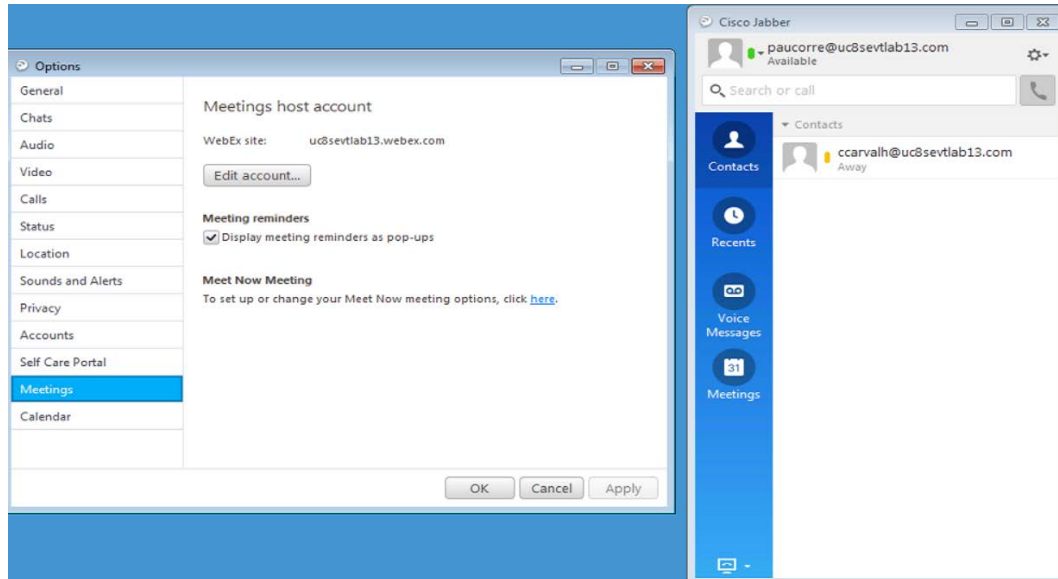 Options
General
Chats
Audio
Video
Calls
Status
Location
Sounds and Alerts
Privacy
Accounts
Self Care Portal
Meetings
Calendar
Meetings host account
WebEx site: uc8sevtlab13.webex.com
Edit account...
Meeting reminders
Display meeting reminders as pop-ups
Meet Now Meeting
To set up or change your Meet Now meeting options, click here.
OK Cancel Apply
Cisco Jabber
paucorre@uc8sevtlab13.com
Available
Search or call
Contacts
Recents
Voice
Messages
31
Meetings
Contacts
ccarvalh@uc8sevtlab13.com
Away